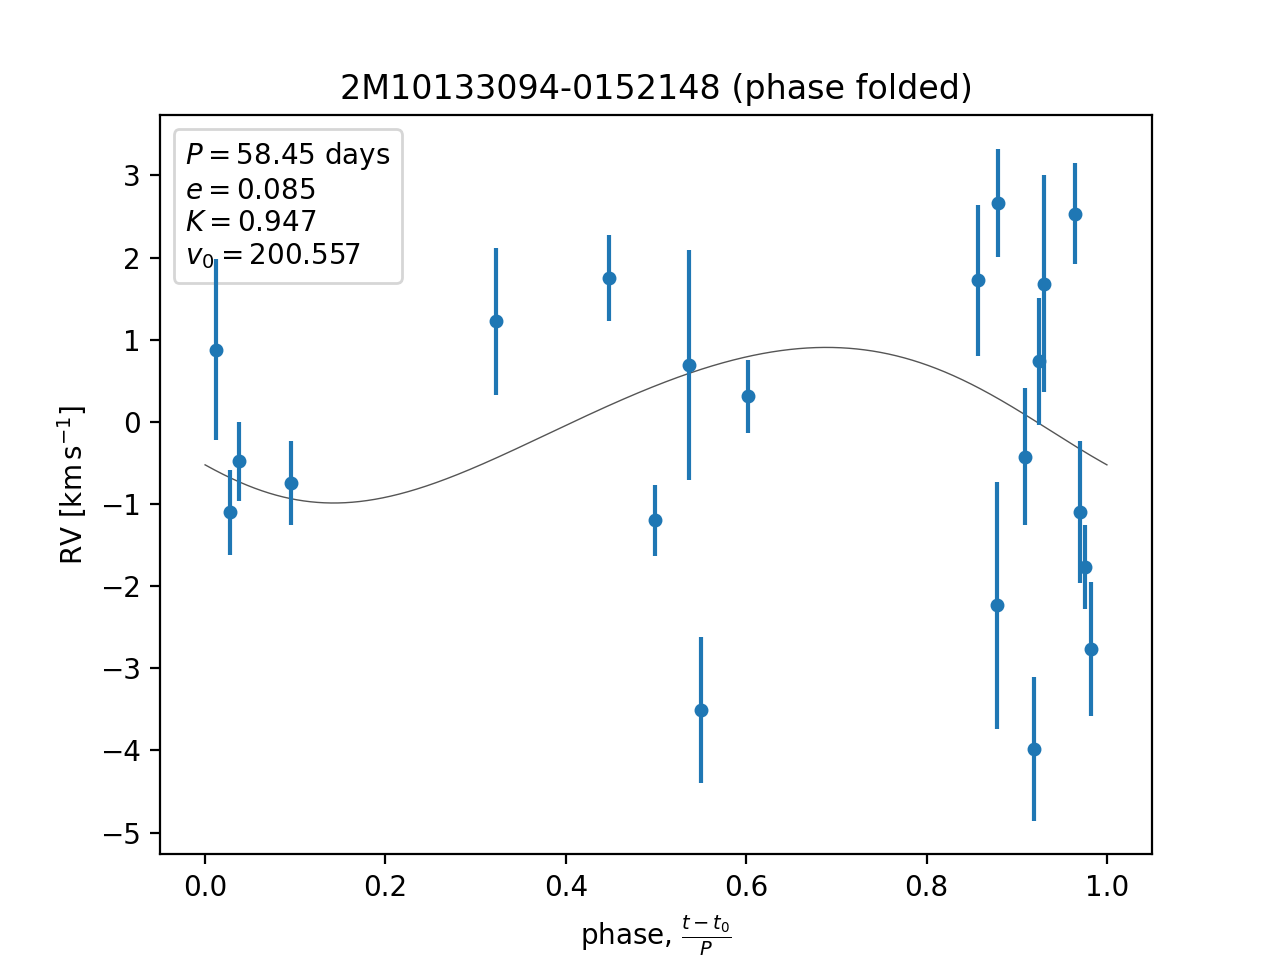 2M10133094-0152148 (phase folded)
P = 58.45 days
e = 0.085
K = 0.947
v₀ = 200.557
3
2
1
0
−1
−2
−3
−4
−5
RV [km s⁻¹]
0.0 0.2 0.4 0.6 0.8 1.0
phase, (t − t₀)/P